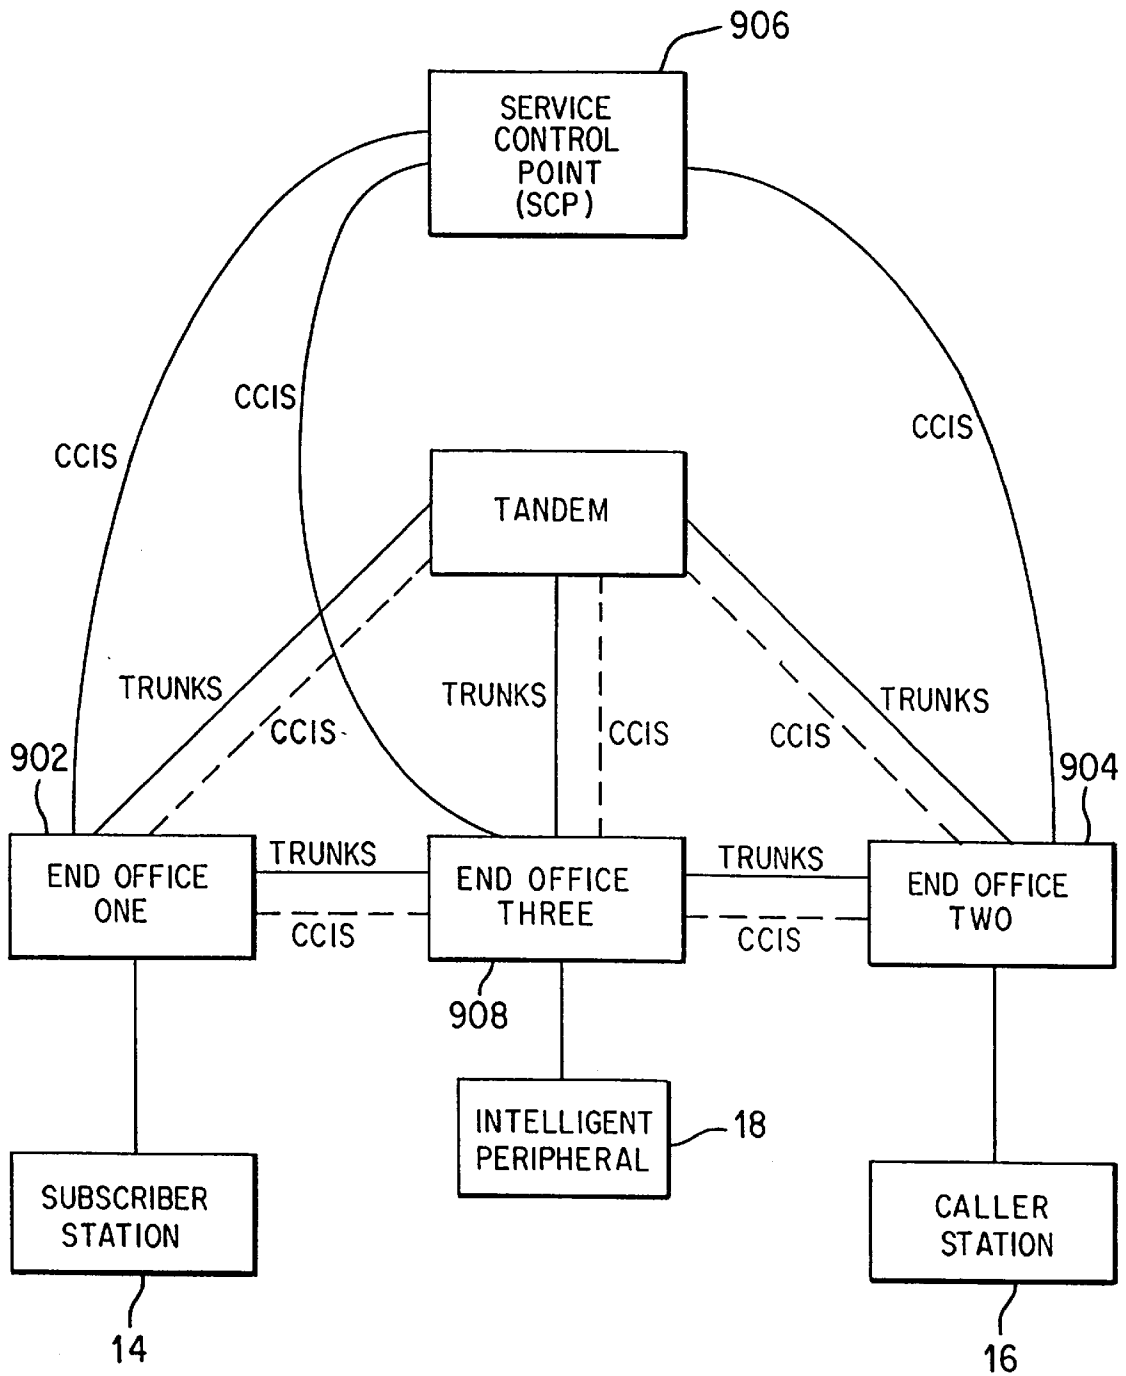 906
SERVICE
CONTROL
POINT
(SCP)
CCIS
CCIS
CCIS
TANDEM
TRUNKS
TRUNKS
TRUNKS
CCIS
CCIS
CCIS
902
904
END OFFICE
ONE
TRUNKS
CCIS
END OFFICE
THREE
TRUNKS
CCIS
END OFFICE
TWO
908
INTELLIGENT
PERIPHERAL
18
SUBSCRIBER
STATION
CALLER
STATION
14
16